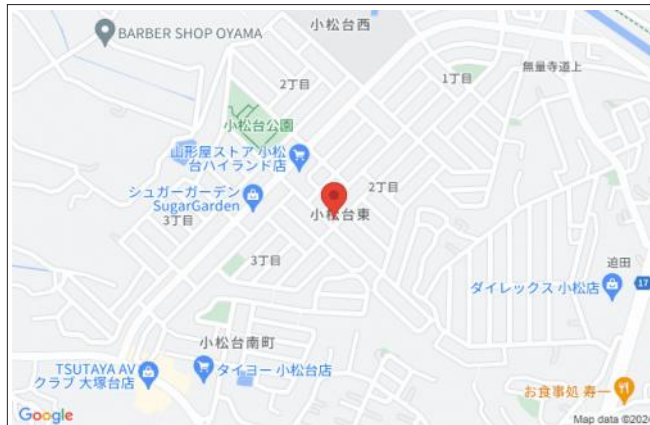 小松台西
BARBER SHOP OYAMA
無量寺道上
1丁目
2丁目
小松台公園
山形屋ストア 小松
台ハイランド店
2丁目
シュガーガーデン
SugarGarden
小松台東
3丁目
3丁目
迫田
ダイレックス 小松店
17
小松台南町
TSUTAYA AV
クラブ 大塚台店
タイヨー 小松台店
お食事処 寿一
Google
Map data ©2024